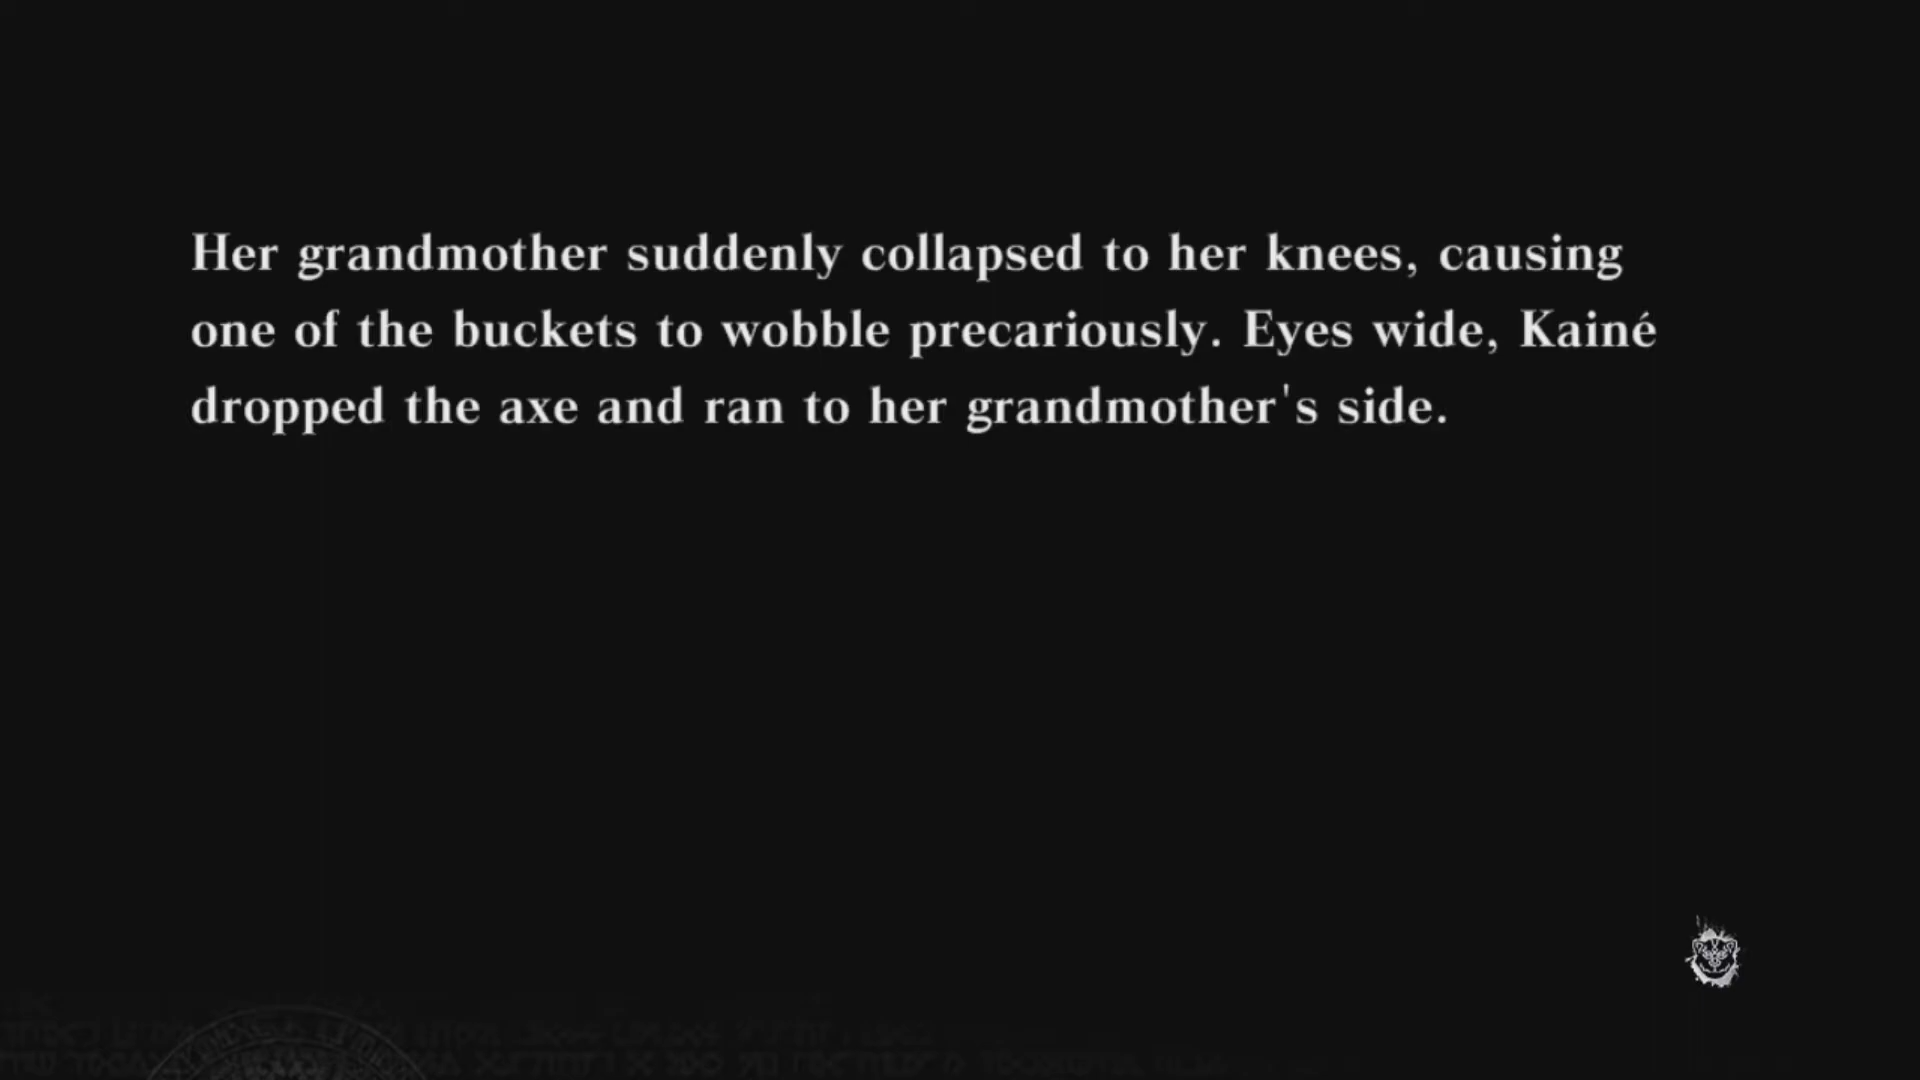 Her grandmother suddenly collapsed to her knees, causing
one of the buckets to wobble precariously. Eyes wide, Kainé
dropped the axe and ran to her grandmother's side.